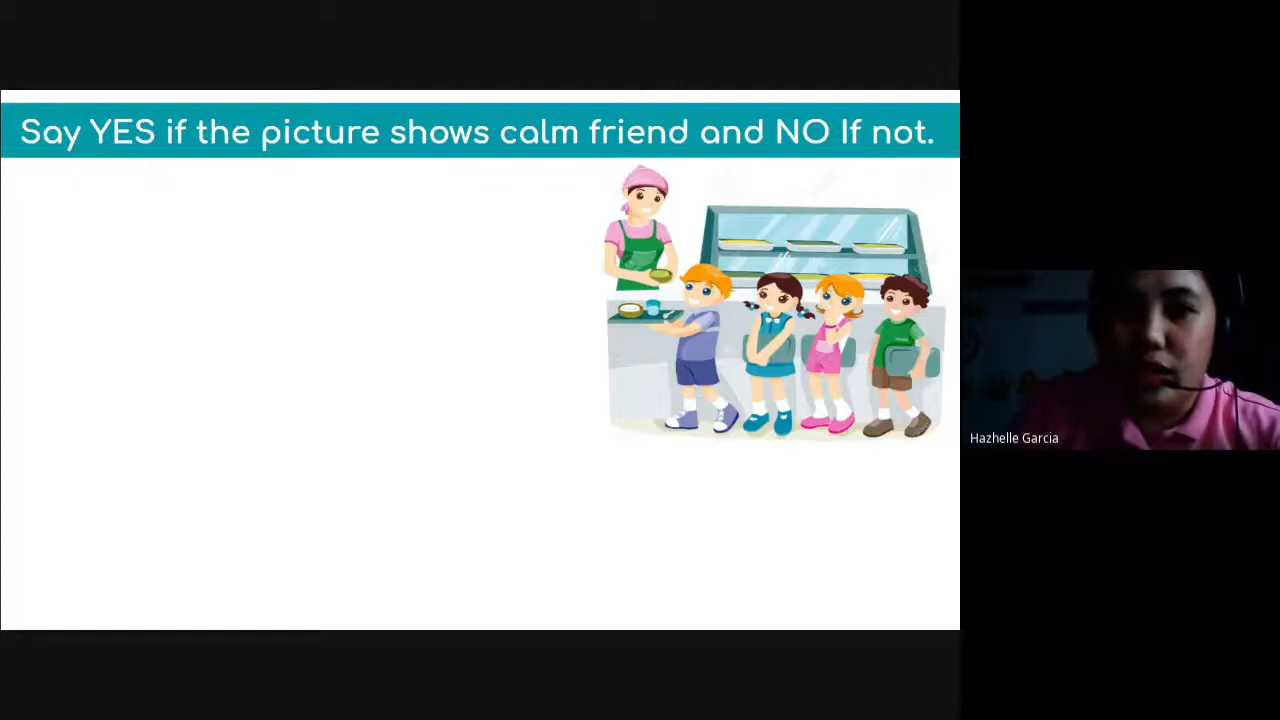 Say YES if the picture shows calm friend and NO If not.
Hazhelle Garcia